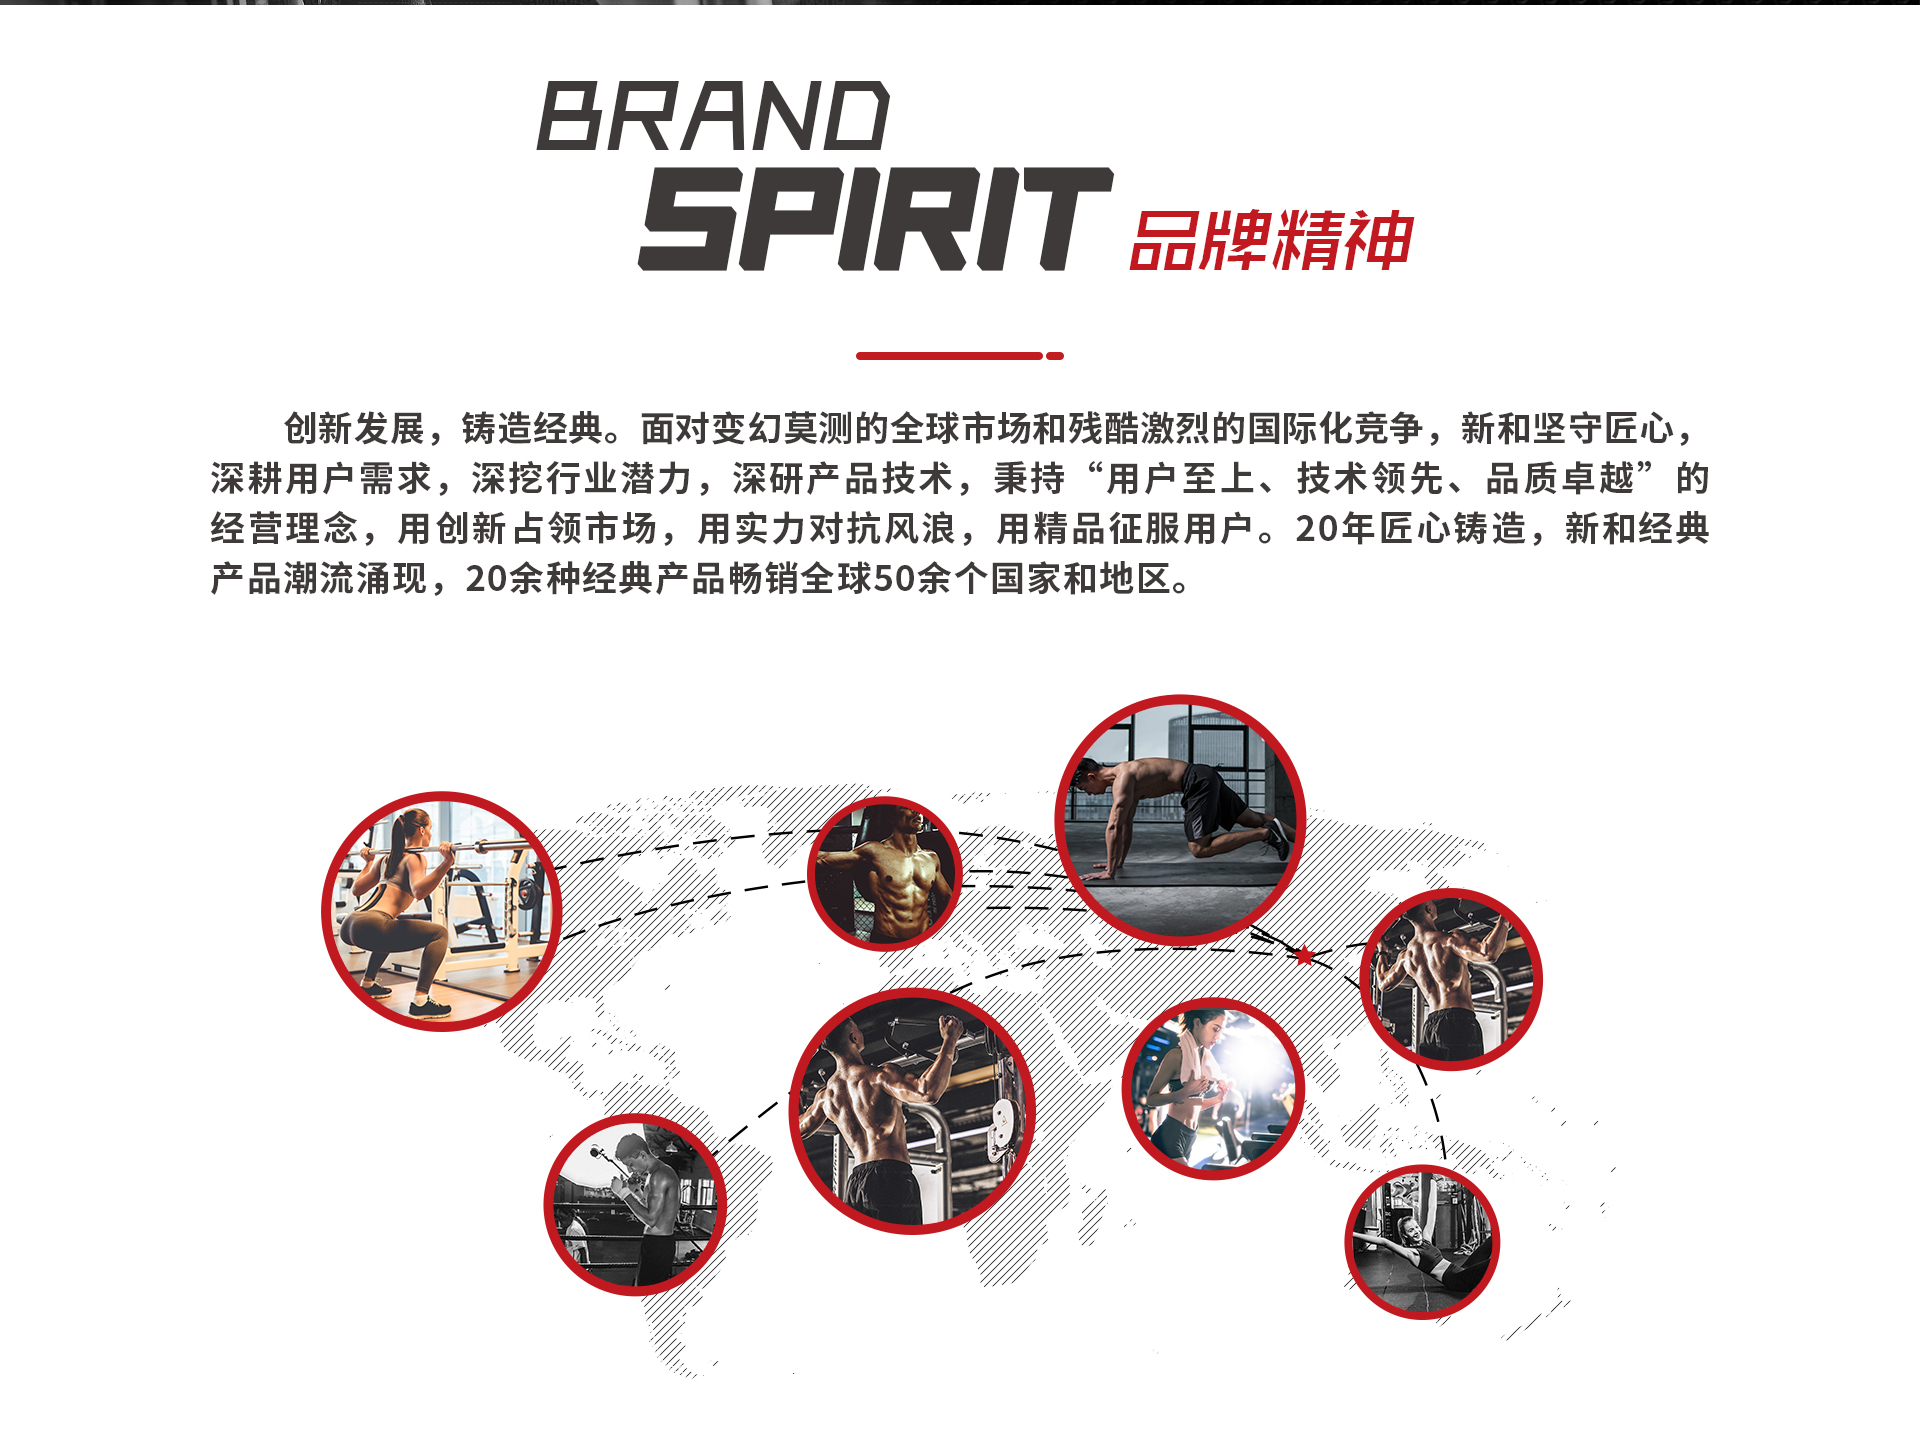 BRAND
SPIRIT 品牌精神
创新发展，铸造经典。面对变幻莫测的全球市场和残酷激烈的国际化竞争，新和坚守匠心，
深耕用户需求，深挖行业潜力，深研产品技术，秉持“用户至上、技术领先、品质卓越”的
经营理念，用创新占领市场，用实力对抗风浪，用精品征服用户。20年匠心铸造，新和经典
产品潮流涌现，20余种经典产品畅销全球50余个国家和地区。